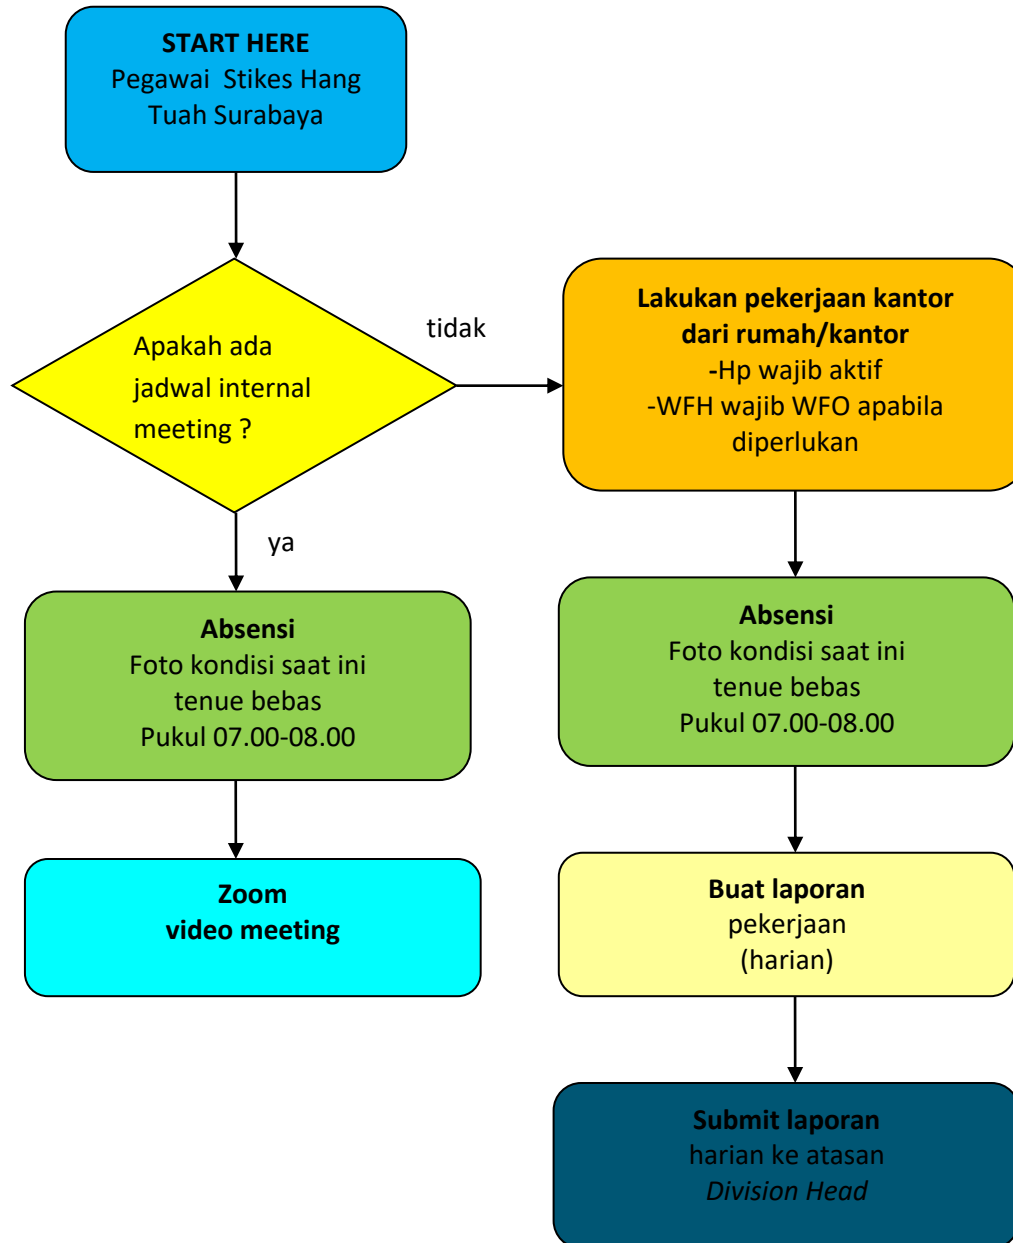 START HERE
Pegawai Stikes Hang
Tuah Surabaya
Apakah ada
jadwal internal
meeting ?
tidak
Lakukan pekerjaan kantor
dari rumah/kantor
-Hp wajib aktif
-WFH wajib WFO apabila
diperlukan
ya
Absensi
Foto kondisi saat ini
tenue bebas
Pukul 07.00-08.00
Absensi
Foto kondisi saat ini
tenue bebas
Pukul 07.00-08.00
Zoom
video meeting
Buat laporan
pekerjaan
(harian)
Submit laporan
harian ke atasan
Division Head